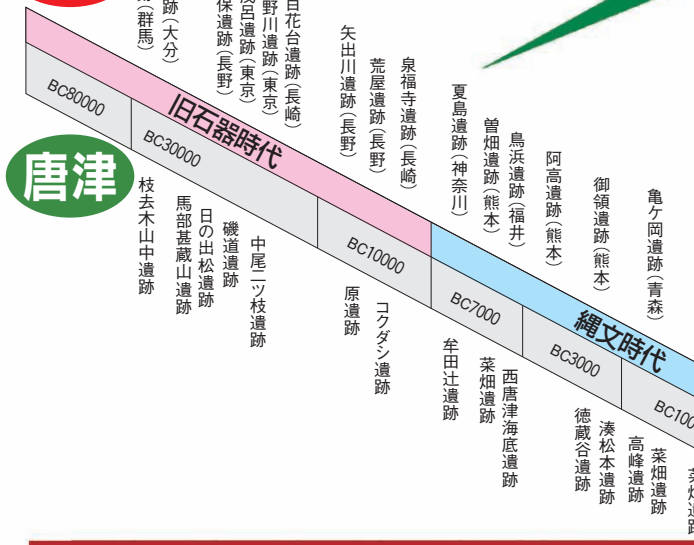 (群馬)
跡(大分)
保遺跡(長野)
呂遺跡(東京)
野川遺跡(東京)
百花台遺跡(長崎)
矢出川遺跡(長野)
荒屋遺跡(長野)
泉福寺遺跡(長崎)
夏島遺跡(神奈川)
曽畑遺跡(熊本)
鳥浜遺跡(福井)
阿高遺跡(熊本)
御領遺跡(熊本)
亀ケ岡遺跡(青森)
旧石器時代
縄文時代
BC80000
BC30000
BC10000
BC7000
BC3000
BC100
唐津
枝去木山中遺跡
馬部甚蔵山遺跡
日の出松遺跡
磯道遺跡
中尾二ツ枝遺跡
原遺跡
コクダシ遺跡
牟田辻遺跡
菜畑遺跡
西唐津海底遺跡
徳蔵谷遺跡
湊松本遺跡
高峰遺跡
菜畑遺跡
菜畑遺跡